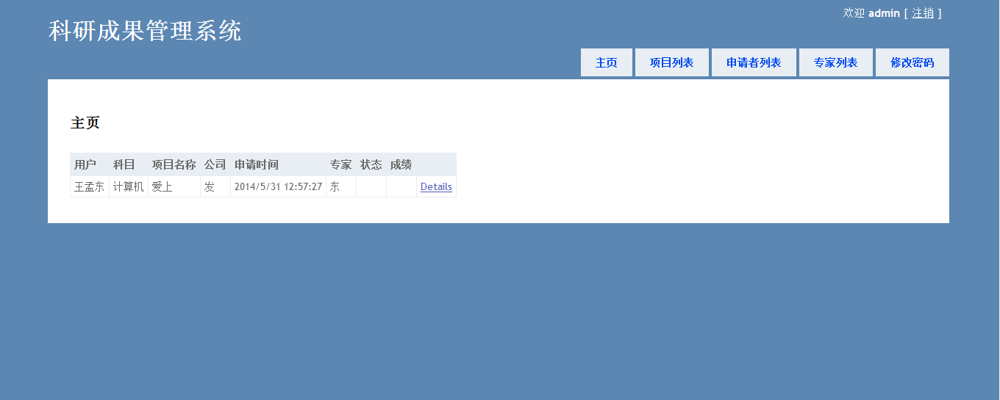 欢迎 admin [ 注销 ]
科研成果管理系统
主页 项目列表 申请者列表 专家列表 修改密码
主页
用户 科目 项目名称 公司 申请时间 专家 状态 成绩
王孟东 计算机 爱上 发 2014/5/31 12:57:27 东 Details